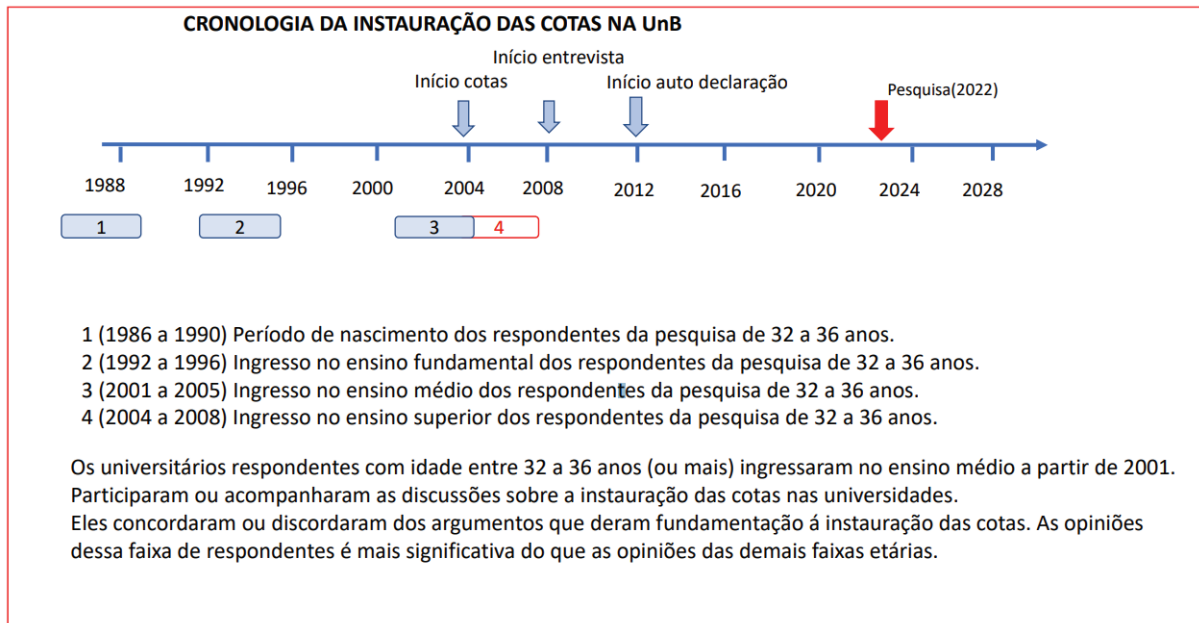 CRONOLOGIA DA INSTAURAÇÃO DAS COTAS NA UnB
Início entrevista
Início cotas
Início auto declaração
Pesquisa(2022)
1988
1992
1996
2000
2004
2008
2012
2016
2020
2024
2028
1
2
3
4
1 (1986 a 1990) Período de nascimento dos respondentes da pesquisa de 32 a 36 anos.
2 (1992 a 1996) Ingresso no ensino fundamental dos respondentes da pesquisa de 32 a 36 anos.
3 (2001 a 2005) Ingresso no ensino médio dos respondentes da pesquisa de 32 a 36 anos.
4 (2004 a 2008) Ingresso no ensino superior dos respondentes da pesquisa de 32 a 36 anos.
Os universitários respondentes com idade entre 32 a 36 anos (ou mais) ingressaram no ensino médio a partir de 2001.
Participaram ou acompanharam as discussões sobre a instauração das cotas nas universidades.
Eles concordaram ou discordaram dos argumentos que deram fundamentação á instauração das cotas. As opiniões
dessa faixa de respondentes é mais significativa do que as opiniões das demais faixas etárias.